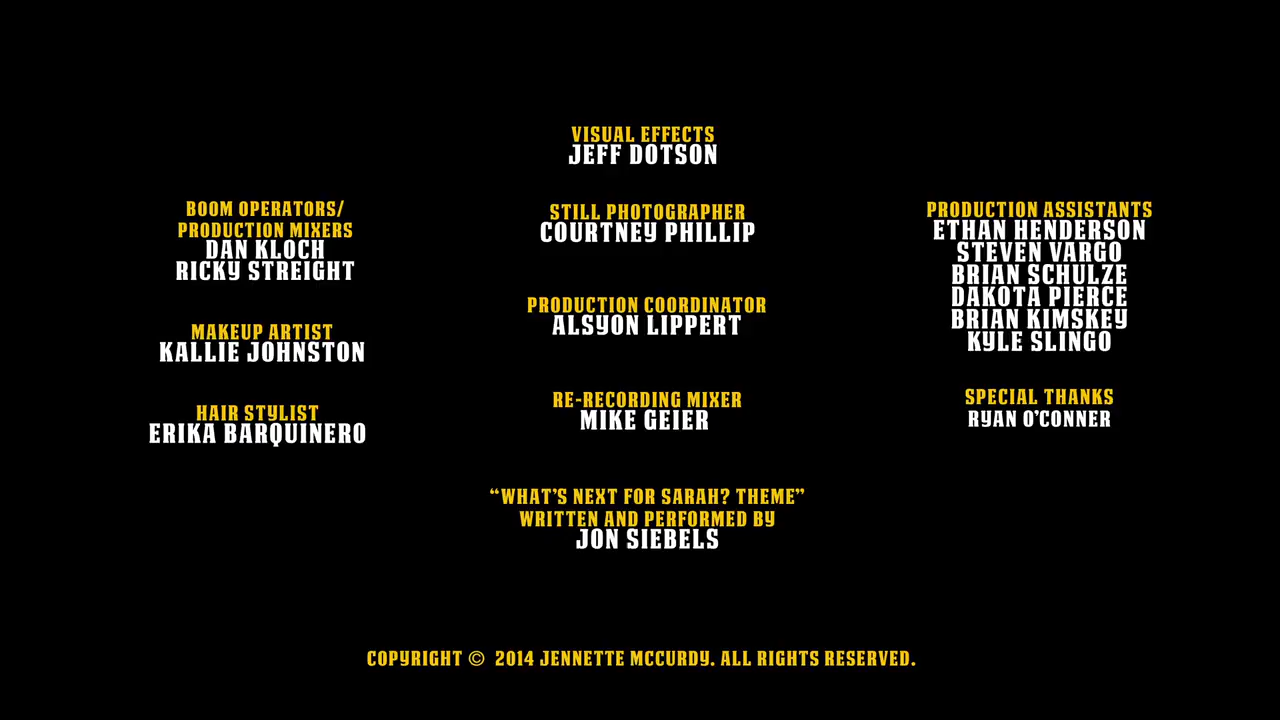 VISUAL EFFECTS
JEFF DOTSON
BOOM OPERATORS/
PRODUCTION MIXERS
DAN KLOCH
RICKY STREIGHT
MAKEUP ARTIST
KALLIE JOHNSTON
HAIR STYLIST
ERIKA BARQUINERO
STILL PHOTOGRAPHER
COURTNEY PHILLIP
PRODUCTION COORDINATOR
ALSYON LIPPERT
RE-RECORDING MIXER
MIKE GEIER
“WHAT’S NEXT FOR SARAH? THEME”
WRITTEN AND PERFORMED BY
JON SIEBELS
PRODUCTION ASSISTANTS
ETHAN HENDERSON
STEVEN VARGO
BRIAN SCHULZE
DAKOTA PIERCE
BRIAN KIMSKEY
KYLE SLINGO
SPECIAL THANKS
RYAN O’CONNER
COPYRIGHT © 2014 JENNETTE MCCURDY. ALL RIGHTS RESERVED.